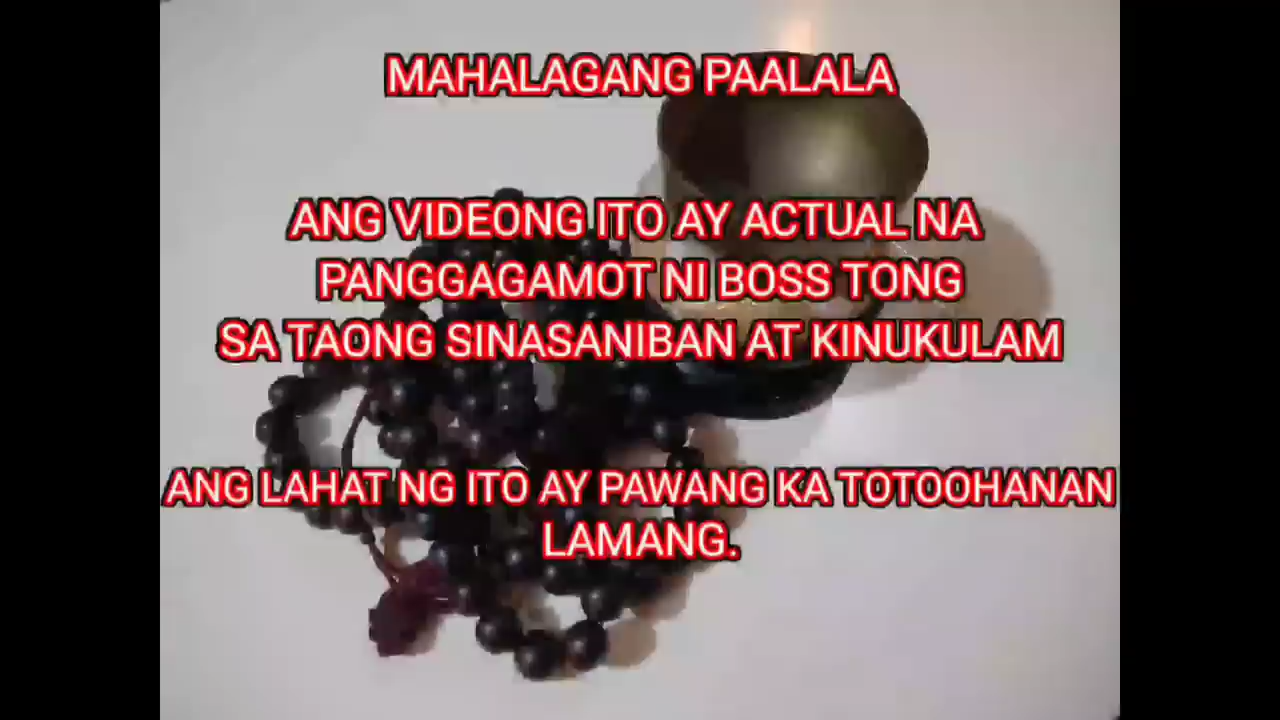 MAHALAGANG PAALALA
ANG VIDEONG ITO AY ACTUAL NA
PANGGAGAMOT NI BOSS TONG
SA TAONG SINASANIBAN AT KINUKULAM
ANG LAHAT NG ITO AY PAWANG KA TOTOOHANAN
LAMANG.